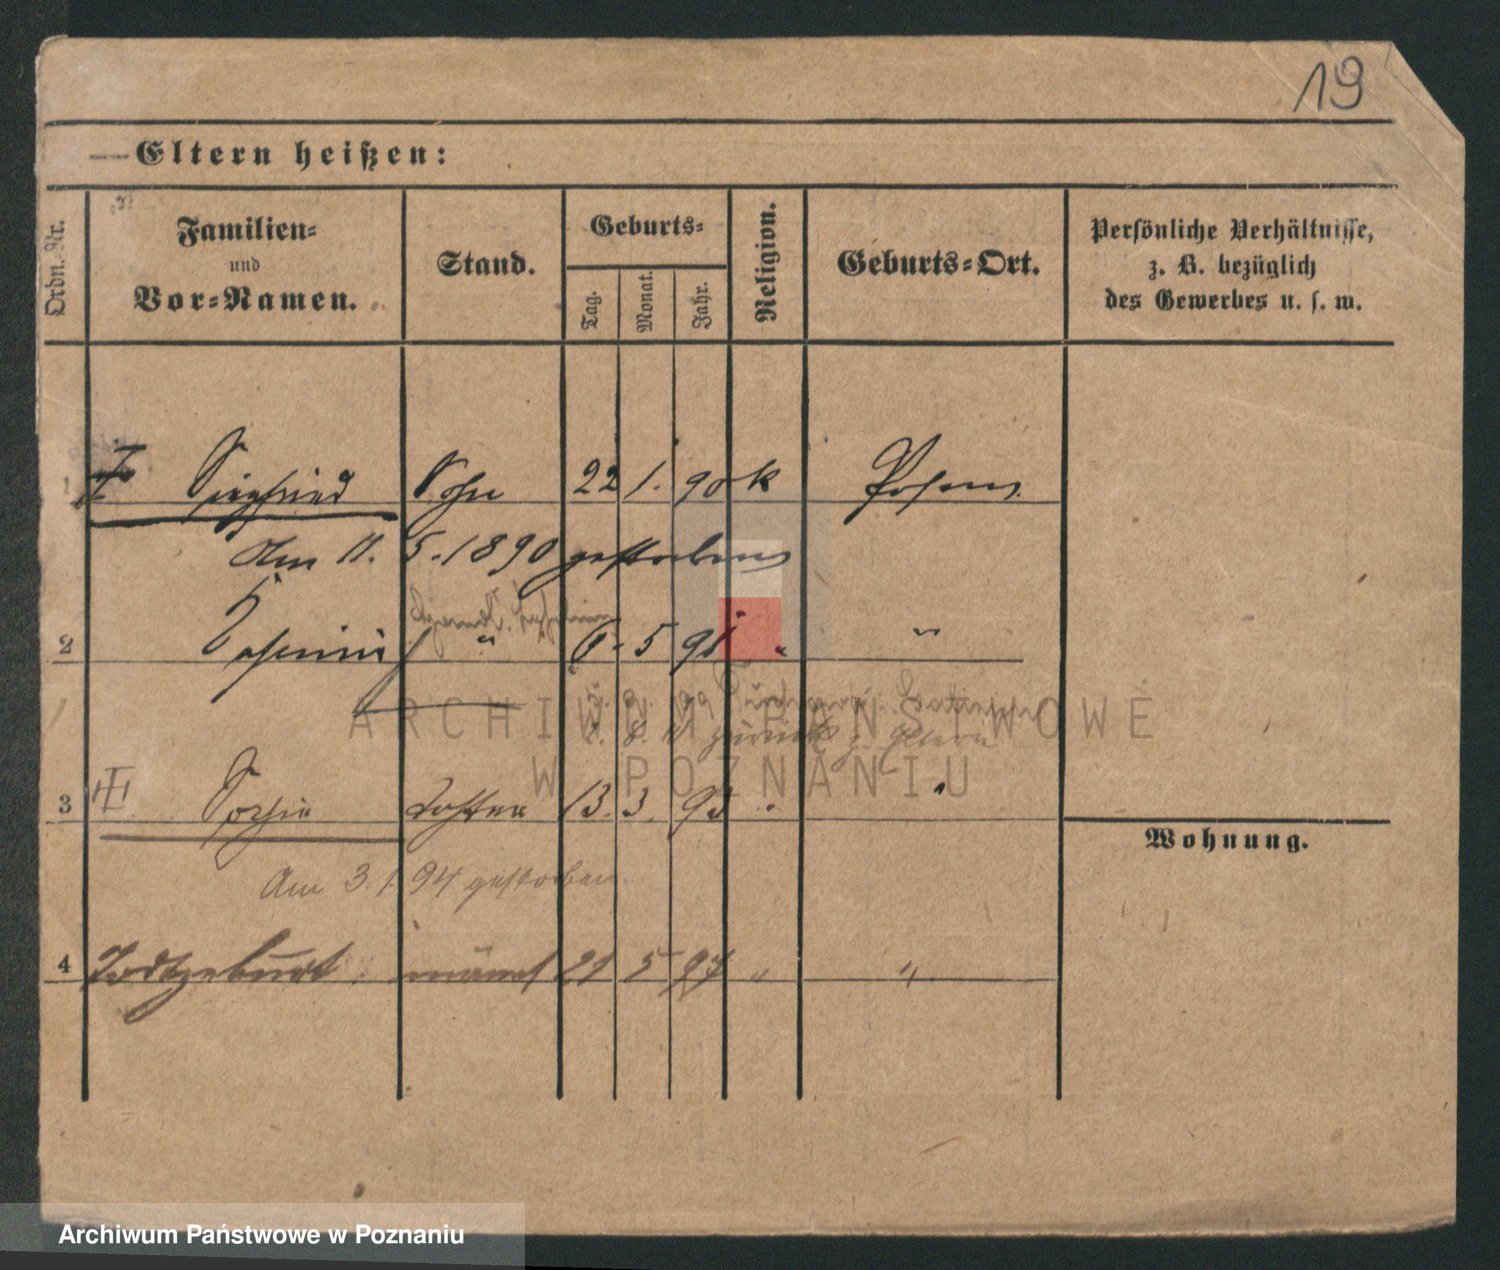 19
Eltern heißen:
Ordn. Nr.
Familien=
und
Vor=Namen.
Stand.
Geburts=
Tag.
Monat.
Jahr.
Religion.
Geburts=Ort.
Persönliche Verhältnisse,
z. B. bezüglich
des Gewerbes u. s. w.
1 Siegfried Sohn 22 1. 90 k Posen
Am 11. 5. 1890 gestorben
2 " 6. 5 " "
zurück z. Eltern
3 Sophie Tochter 13. 3. 93 " "
Wohnung.
Am 3. 1. 94 gestorben.
4 Todtgeburt männl 21 5 97 " "
ARCHIWUM PAŃSTWOWE
W POZNANIU
Archiwum Państwowe w Poznaniu